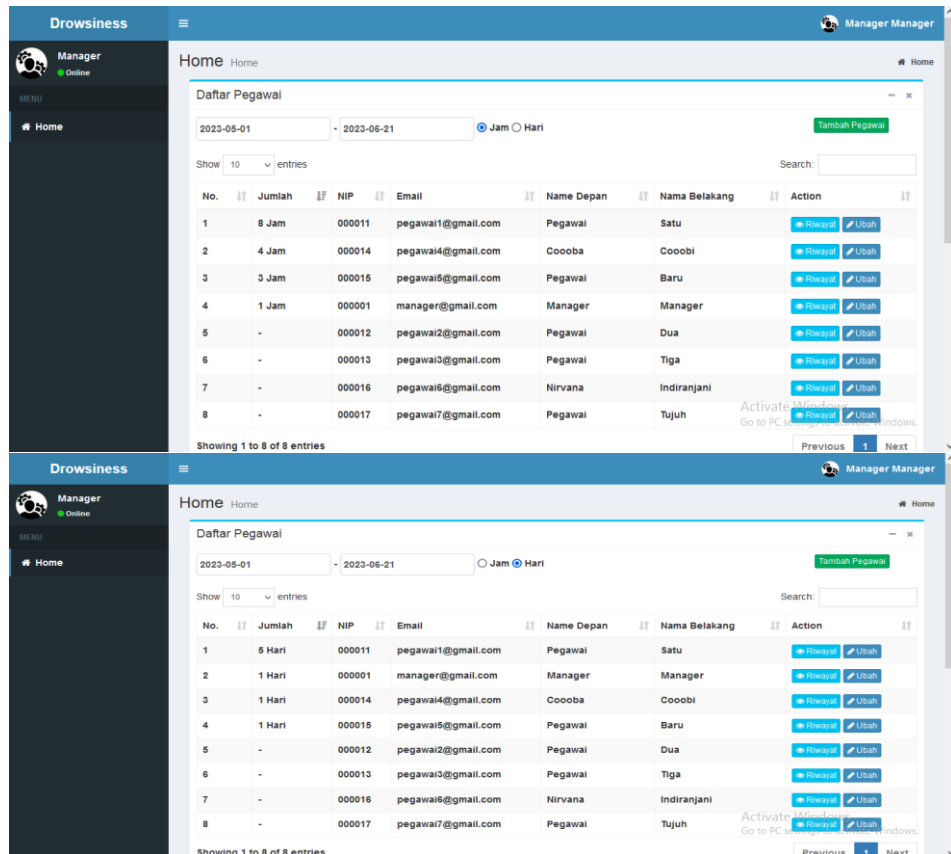 Drowsiness Manager Manager
Manager
Online
Home Home Home
MENU
Daftar Pegawai
Home
2023-05-01 - 2023-06-21 Jam Hari Tambah Pegawai
Show 10 entries Search:
No. Jumlah NIP Email Name Depan Nama Belakang Action
1 8 Jam 000011 pegawai1@gmail.com Pegawai Satu Riwayat Ubah
2 4 Jam 000014 pegawai4@gmail.com Coooba Cooobi Riwayat Ubah
3 3 Jam 000015 pegawai5@gmail.com Pegawai Baru Riwayat Ubah
4 1 Jam 000001 manager@gmail.com Manager Manager Riwayat Ubah
5 - 000012 pegawai2@gmail.com Pegawai Dua Riwayat Ubah
6 - 000013 pegawai3@gmail.com Pegawai Tiga Riwayat Ubah
7 - 000016 pegawai6@gmail.com Nirvana Indiranjani Riwayat Ubah
8 - 000017 pegawai7@gmail.com Pegawai Tujuh Riwayat Ubah
Activate Windows
Go to PC settings to activate Windows.
Showing 1 to 8 of 8 entries Previous 1 Next
Drowsiness Manager Manager
Manager
Online
Home Home Home
MENU
Daftar Pegawai
Home
2023-05-01 - 2023-06-21 Jam Hari Tambah Pegawai
Show 10 entries Search:
No. Jumlah NIP Email Name Depan Nama Belakang Action
1 5 Hari 000011 pegawai1@gmail.com Pegawai Satu Riwayat Ubah
2 1 Hari 000001 manager@gmail.com Manager Manager Riwayat Ubah
3 1 Hari 000014 pegawai4@gmail.com Coooba Cooobi Riwayat Ubah
4 1 Hari 000015 pegawai5@gmail.com Pegawai Baru Riwayat Ubah
5 - 000012 pegawai2@gmail.com Pegawai Dua Riwayat Ubah
6 - 000013 pegawai3@gmail.com Pegawai Tiga Riwayat Ubah
7 - 000016 pegawai6@gmail.com Nirvana Indiranjani Riwayat Ubah
8 - 000017 pegawai7@gmail.com Pegawai Tujuh Riwayat Ubah
Activate Windows
Go to PC settings to activate Windows.
Showing 1 to 8 of 8 entries Previous 1 Next